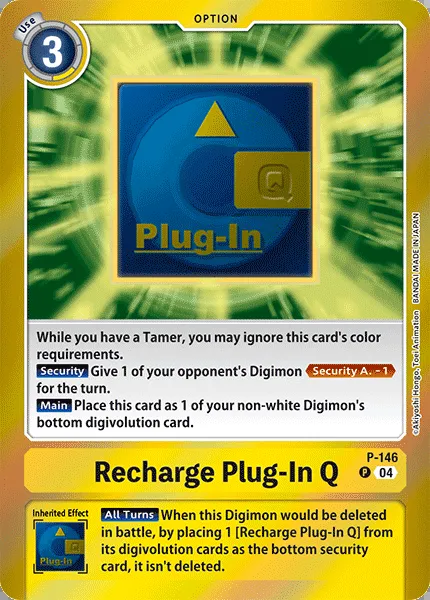 OPTION
Use
3
Plug-In
Q
While you have a Tamer, you may ignore this card's color
requirements.
Security Give 1 of your opponent's Digimon Security A. -1
for the turn.
Main Place this card as 1 of your non-white Digimon's
bottom digivolution card.
©Akiyoshi Hongo, Toei Animation BANDAI MADE IN JAPAN
P-146
Recharge Plug-In Q
P 04
Inherited Effect
Plug-In
All Turns When this Digimon would be deleted
in battle, by placing 1 [Recharge Plug-In Q] from
its digivolution cards as the bottom security
card, it isn't deleted.